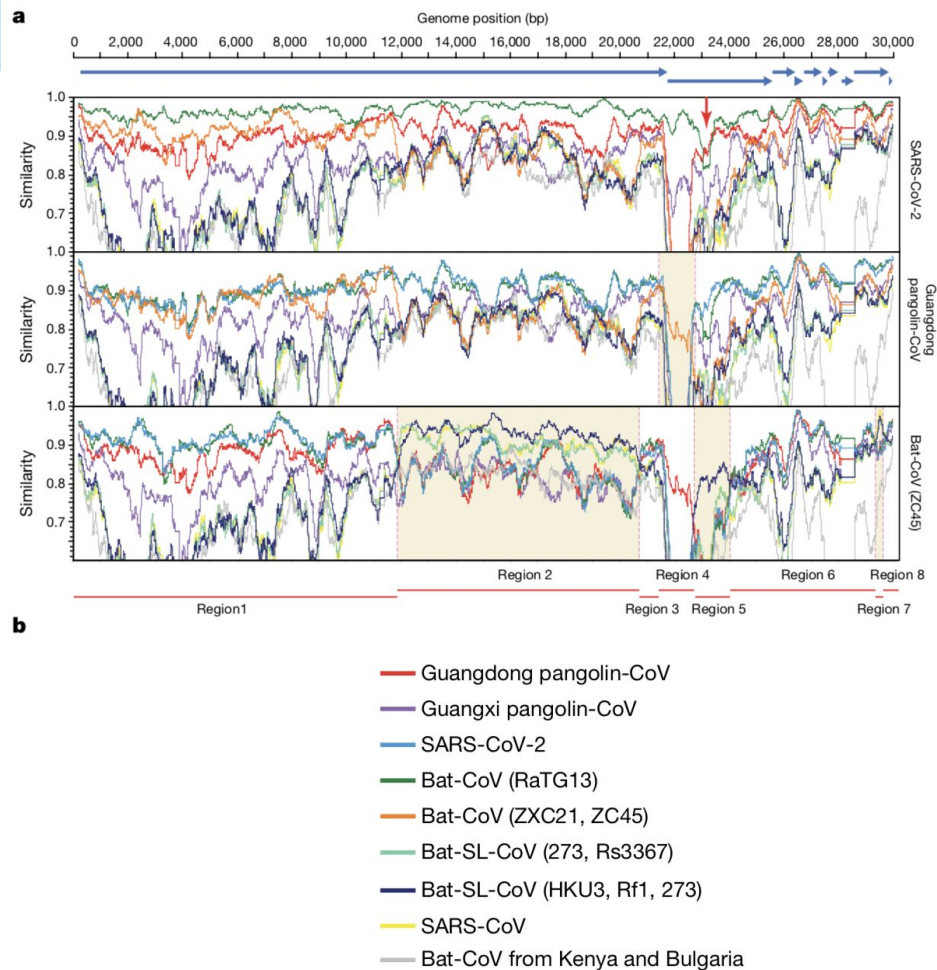 a
Genome position (bp)
0 2,000 4,000 6,000 8,000 10,000 12,000 14,000 16,000 18,000 20,000 22,000 24,000 26,000 28,000 30,000
1.0
0.9
0.8
0.7
Similarity
SARS-CoV-2
1.0
0.9
0.8
0.7
Similarity
Guangdong
pangolin-CoV
1.0
0.9
0.8
0.7
Similarity
Bat-CoV (ZC45)
Region 2 Region 4 Region 6 Region 8
Region1 Region 3 Region 5 Region 7
b
Guangdong pangolin-CoV
Guangxi pangolin-CoV
SARS-CoV-2
Bat-CoV (RaTG13)
Bat-CoV (ZXC21, ZC45)
Bat-SL-CoV (273, Rs3367)
Bat-SL-CoV (HKU3, Rf1, 273)
SARS-CoV
Bat-CoV from Kenya and Bulgaria